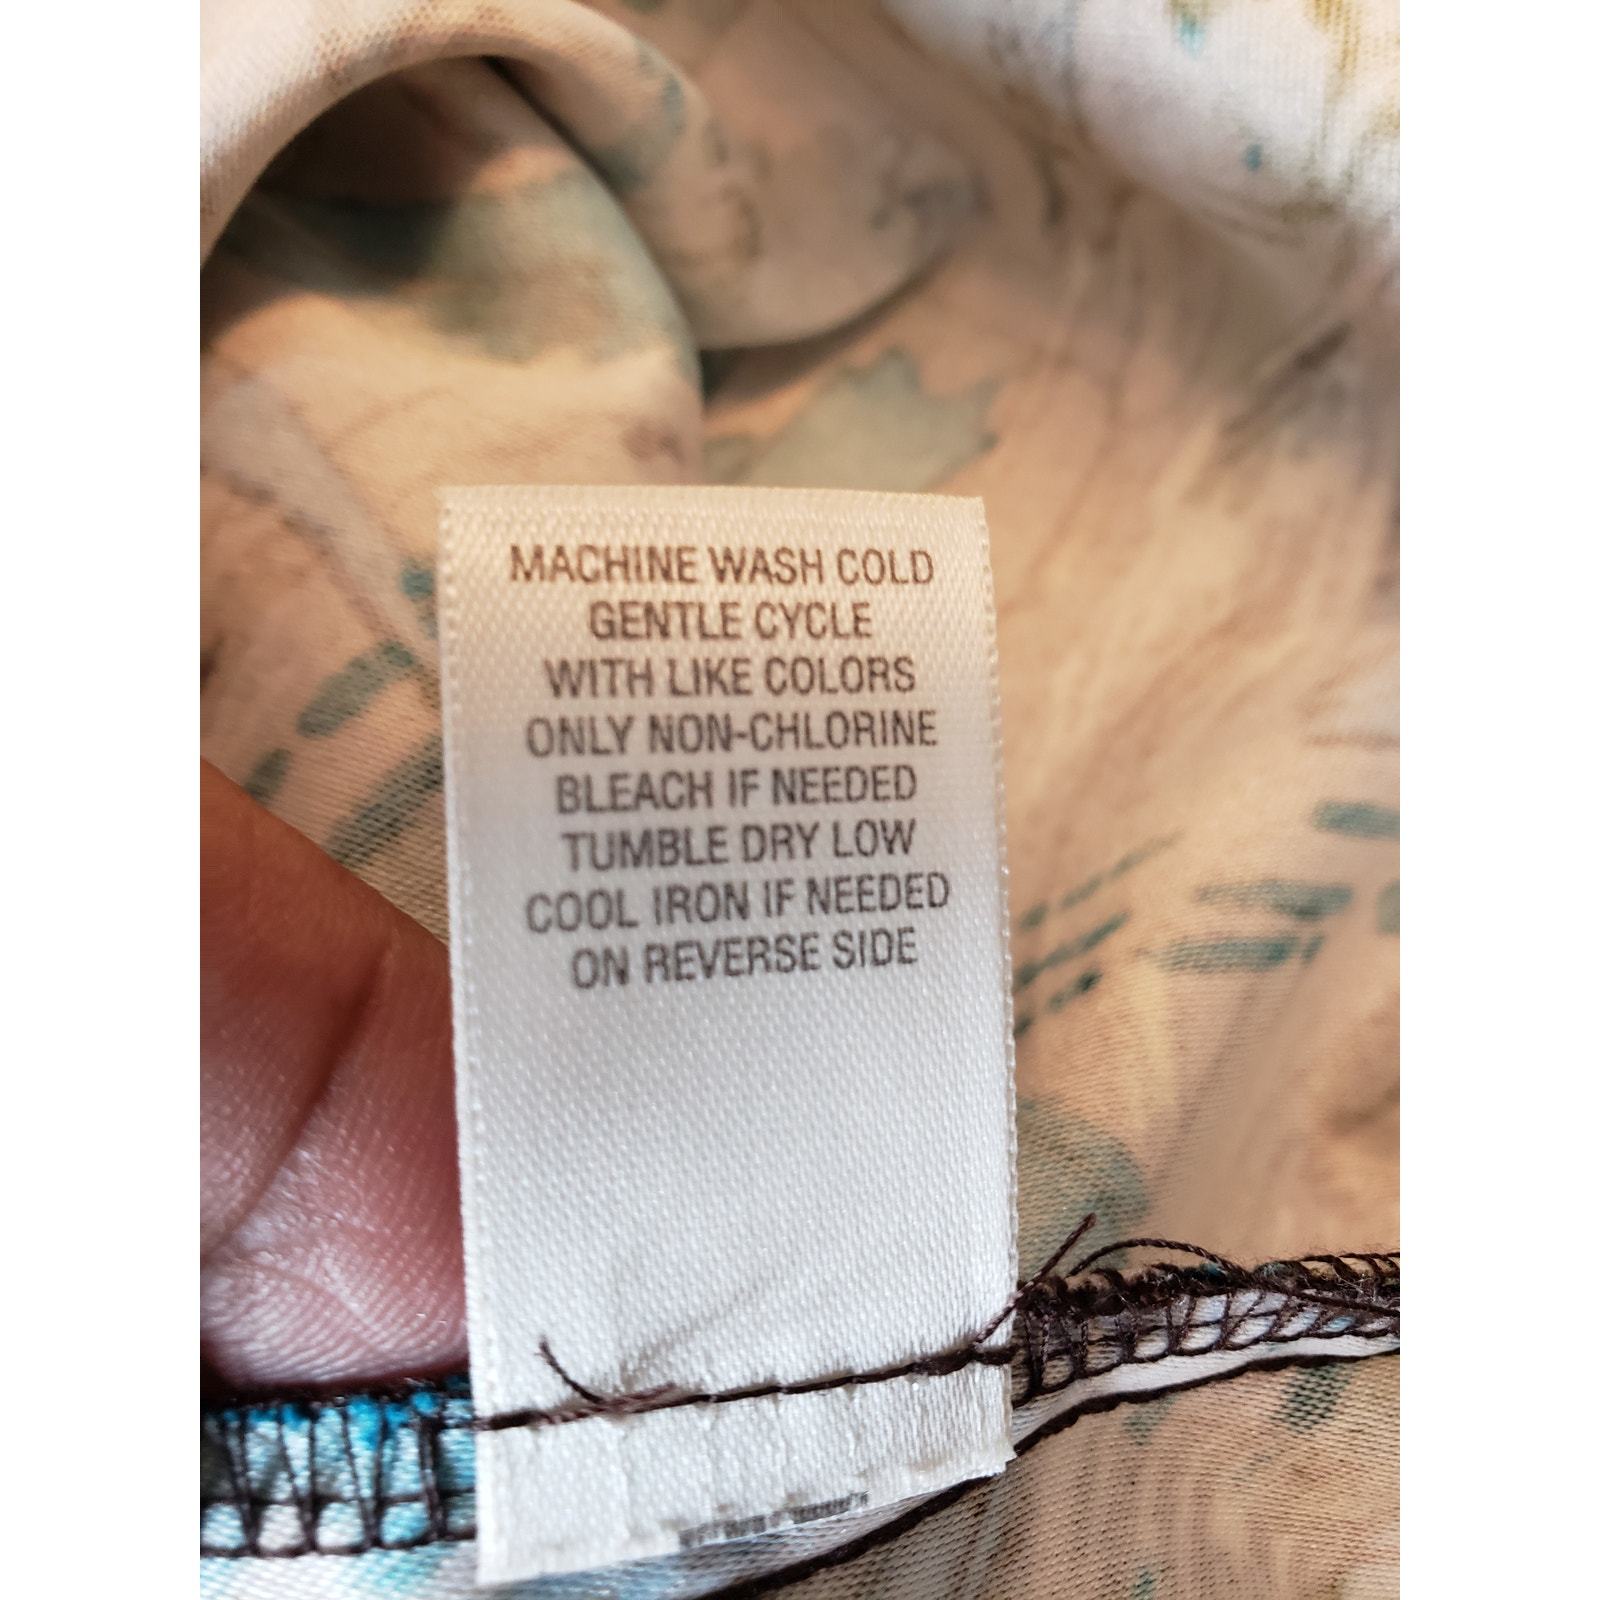 MACHINE WASH COLD
GENTLE CYCLE
WITH LIKE COLORS
ONLY NON-CHLORINE
BLEACH IF NEEDED
TUMBLE DRY LOW
COOL IRON IF NEEDED
ON REVERSE SIDE